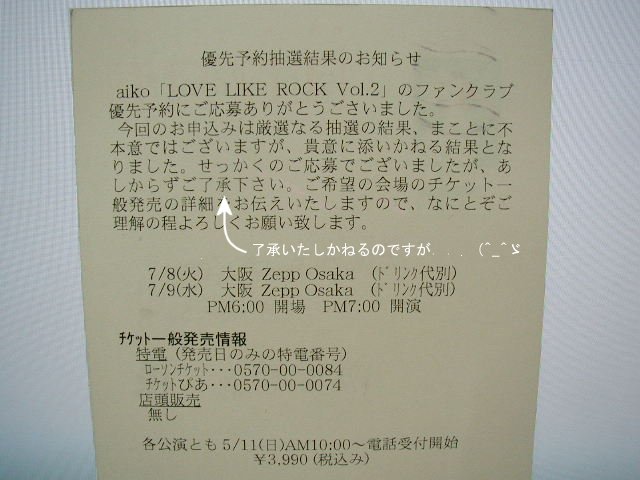 優先予約抽選結果のお知らせ
aiko「LOVE LIKE ROCK Vol.2」のファンクラブ
優先予約にご応募ありがとうございました。
今回のお申込みは厳選なる抽選の結果、まことに不
本意ではございますが、貴意に添いかねる結果とな
りました。せっかくのご応募でございましたが、あ
しからずご了承下さい。ご希望の会場のチケット一
般発売の詳細をお伝えいたしますので、なにとぞご
理解の程よろしくお願い致します。
了承いたしかねるのですが．．．（^_^ゞ
7/8(火) 大阪 Zepp Osaka (ﾄﾞﾘﾝｸ代別)
7/9(水) 大阪 Zepp Osaka (ﾄﾞﾘﾝｸ代別)
PM6:00 開場 PM7:00 開演
ﾁｹｯﾄ一般発売情報
特電 (発売日のみの特電番号)
ﾛｰｿﾝﾁｹｯﾄ･･･0570-00-0084
ﾁｹｯﾄぴあ･･･0570-00-0074
店頭販売
無し
各公演とも 5/11(日)AM10:00～電話受付開始
￥3,990(税込み)